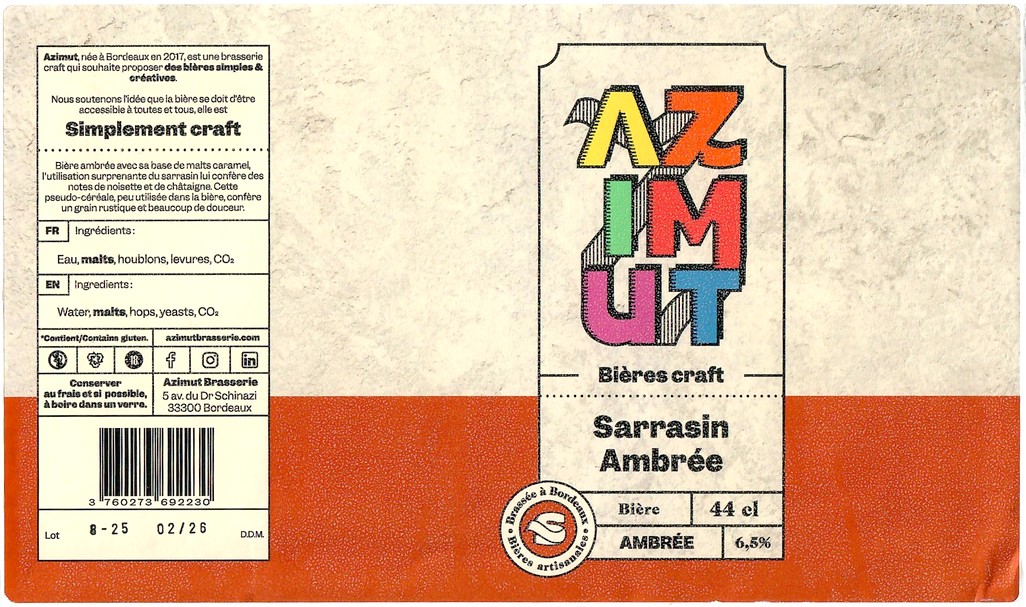 Azimut, née à Bordeaux en 2017, est une brasserie
craft qui souhaite proposer des bières simples &
créatives.
Nous soutenons l'idée que la bière se doit d'être
accessible à toutes et tous, elle est
Simplement craft
Bière ambrée avec sa base de malts caramel,
l'utilisation surprenante du sarrasin lui confère des
notes de noisette et de châtaigne. Cette
pseudo-céréale, peu utilisée dans la bière, confère
un grain rustique et beaucoup de douceur.
FR Ingrédients:
Eau, malts, houblons, levures, CO₂
EN Ingredients:
Water, malts, hops, yeasts, CO₂
*Contient/Contains gluten. azimutbrasserie.com
Conserver
au frais et si possible,
à boire dans un verre.
Azimut Brasserie
5 av. du Dr Schinazi
33300 Bordeaux
3 760273 692230
Lot 8-25 02/26 D.D.M.
AZ
IM
UT
Bières craft
Sarrasin
Ambrée
Bière 44 cl
AMBRÉE 6,5%
Brassée à Bordeaux
Bières artisanales